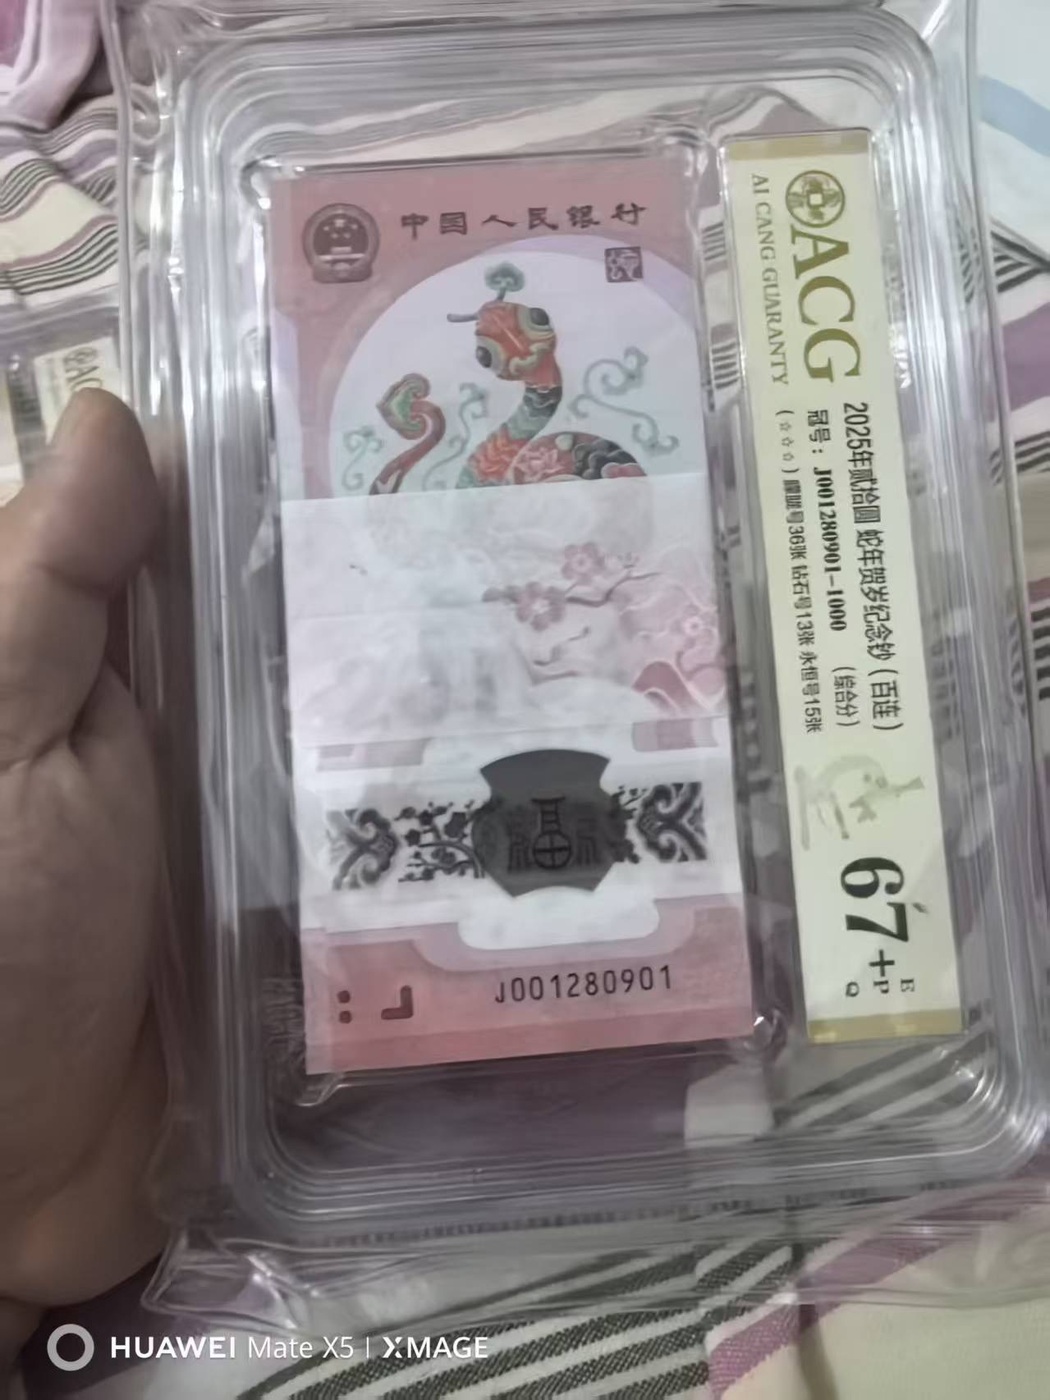 中国人民银行
J001280901
ACG
AI CANG GUARANTY
2025年贰拾圆 蛇年贺岁纪念钞（百连）
冠号：J001280901-1000 （综合分）
(☆☆☆) 朦胧号36张 钻石号13张 永恒号15张
67+
E
P
Q
HUAWEI Mate X5 | XMAGE